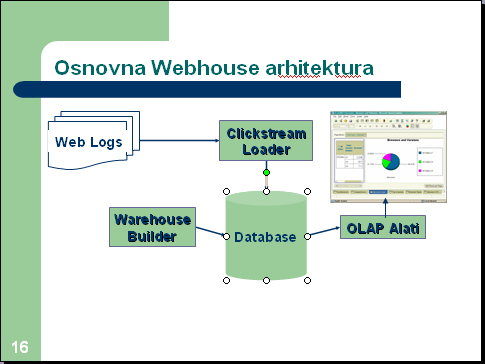 Osnovna Webhouse arhitektura
Web Logs
Clickstream
Loader
Warehouse
Builder
Database
OLAP Alati
16